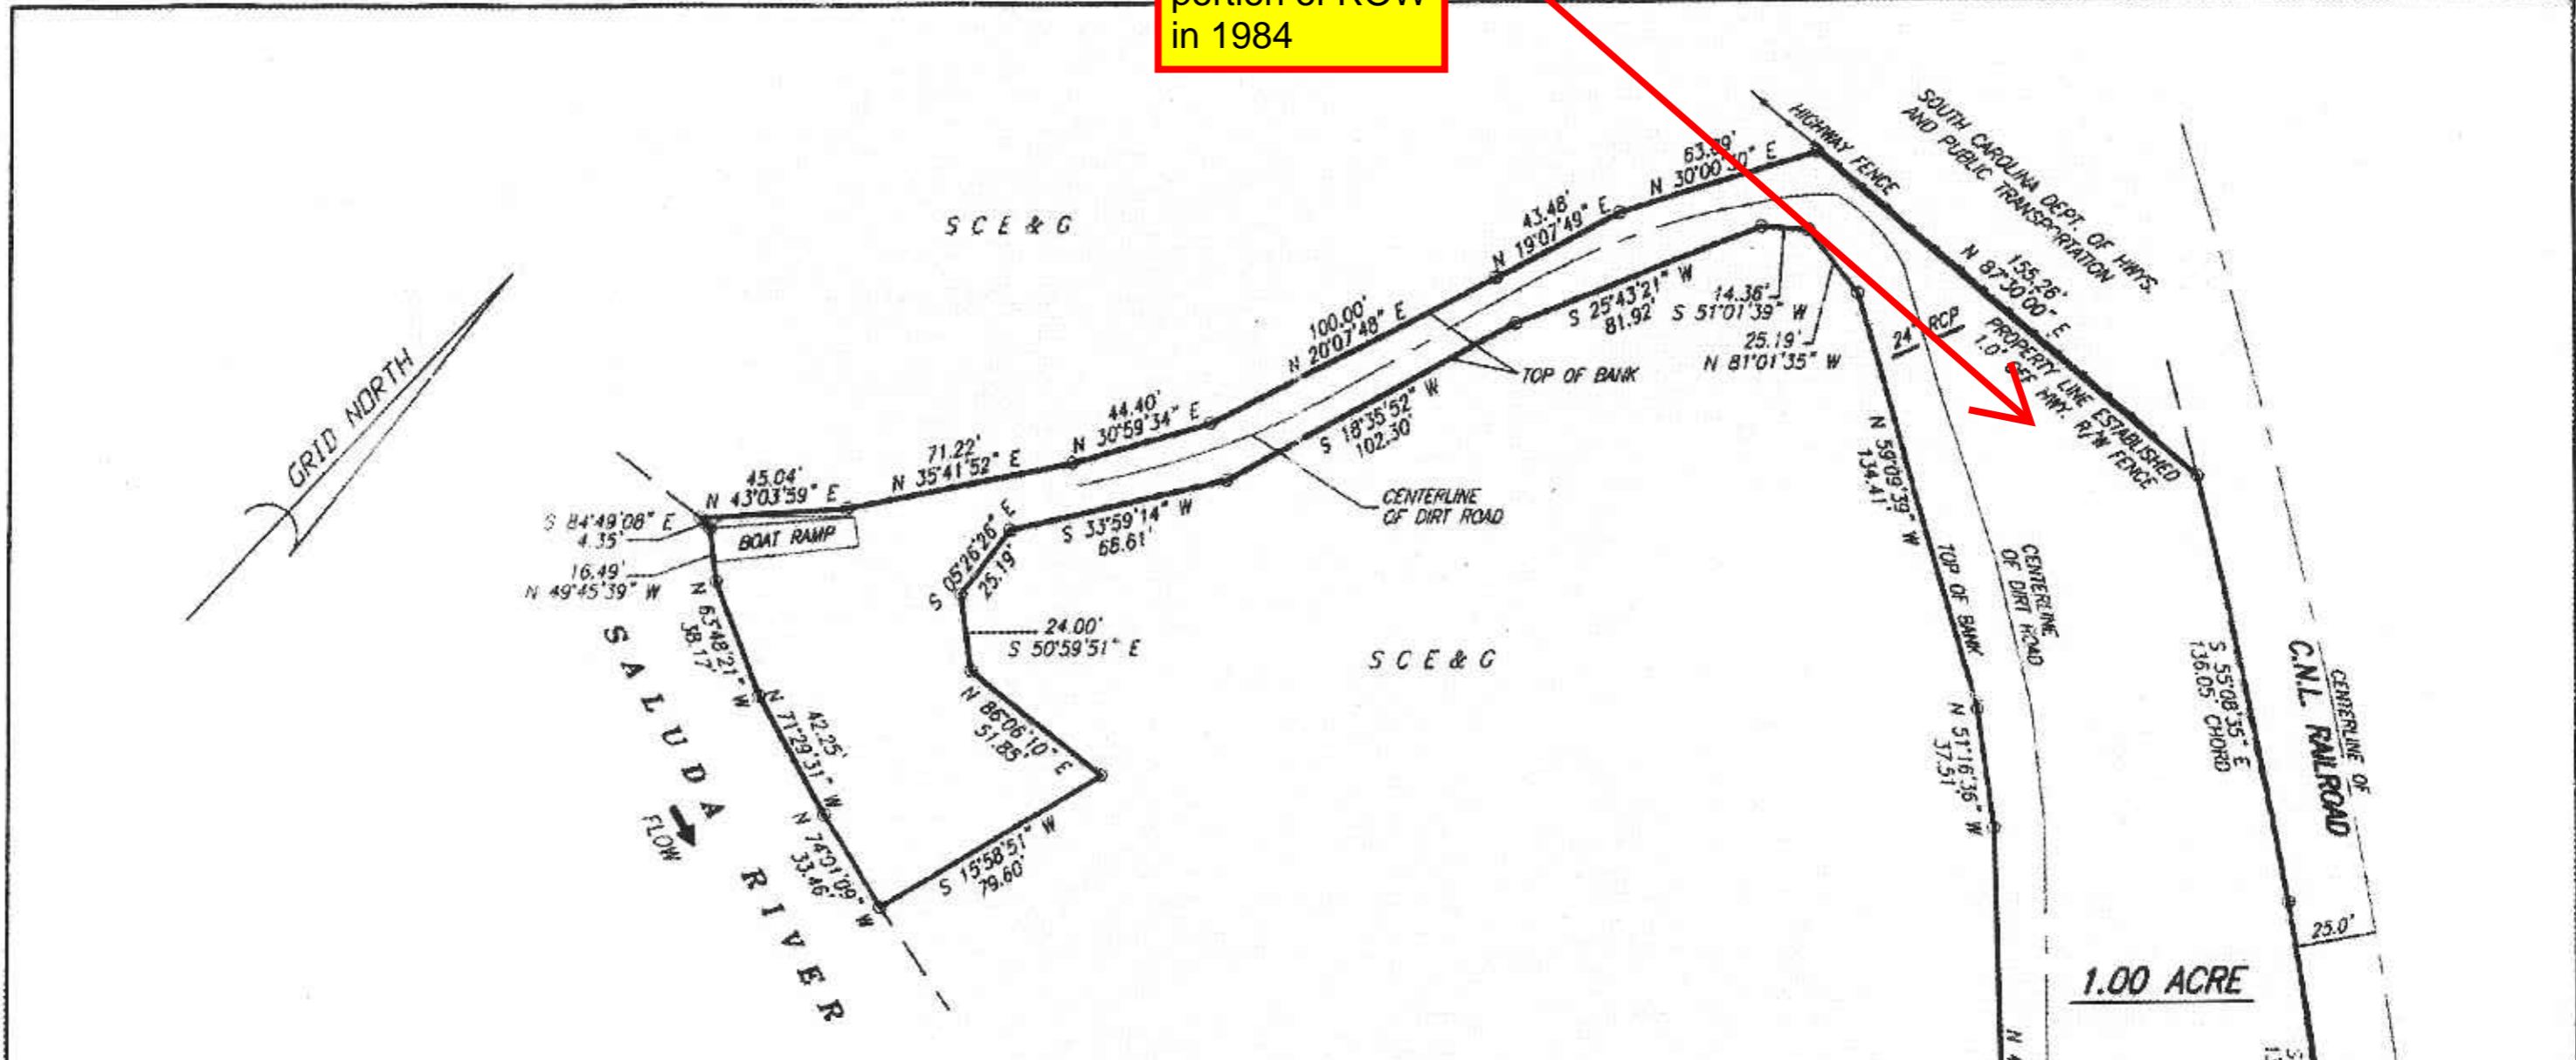 portion of ROW
in 1984
S C E & G
GRID NORTH
HIGHWAY FENCE
SOUTH CAROLINA DEPT. OF HWYS.
AND PUBLIC TRANSPORTATION
N 30°00' E
43.48'
N 19°07'49" E
100.00'
N 20°07'48" E
44.40'
N 30°59'34" E
71.22'
N 35°41'52" E
45.04'
N 43°03'59" E
S 84°49'08" E
4.35'
BOAT RAMP
16.49'
N 49°45'39" W
N 63°48'21" W
38.17'
42.25'
N 71°29'31" W
N 74°01'09" W
33.46'
S 15°58'51" W
79.60'
N 86°06'10" E
51.85'
24.00'
S 50°59'51" E
S 05°26'26" E
25.19'
S 33°59'14" W
68.61'
S 18°35'52" W
102.30'
S 25°43'21" W
81.92'
14.36'
S 51°01'39" W
25.19'
N 81°01'35" W
TOP OF BANK
CENTERLINE
OF DIRT ROAD
24" RCP
155.26'
N 87°30'00" E
PROPERTY LINE ESTABLISHED
1.0' OFF HWY. R/W FENCE
N 59°09'39" W
134.41'
TOP OF BANK
CENTERLINE
OF DIRT ROAD
N 51°16'36" W
37.51'
S 55°08'35" E
136.05' CHORD
CENTERLINE OF
C.N.L. RAILROAD
25.0'
1.00 ACRE
S C E & G
SALUDA RIVER
FLOW